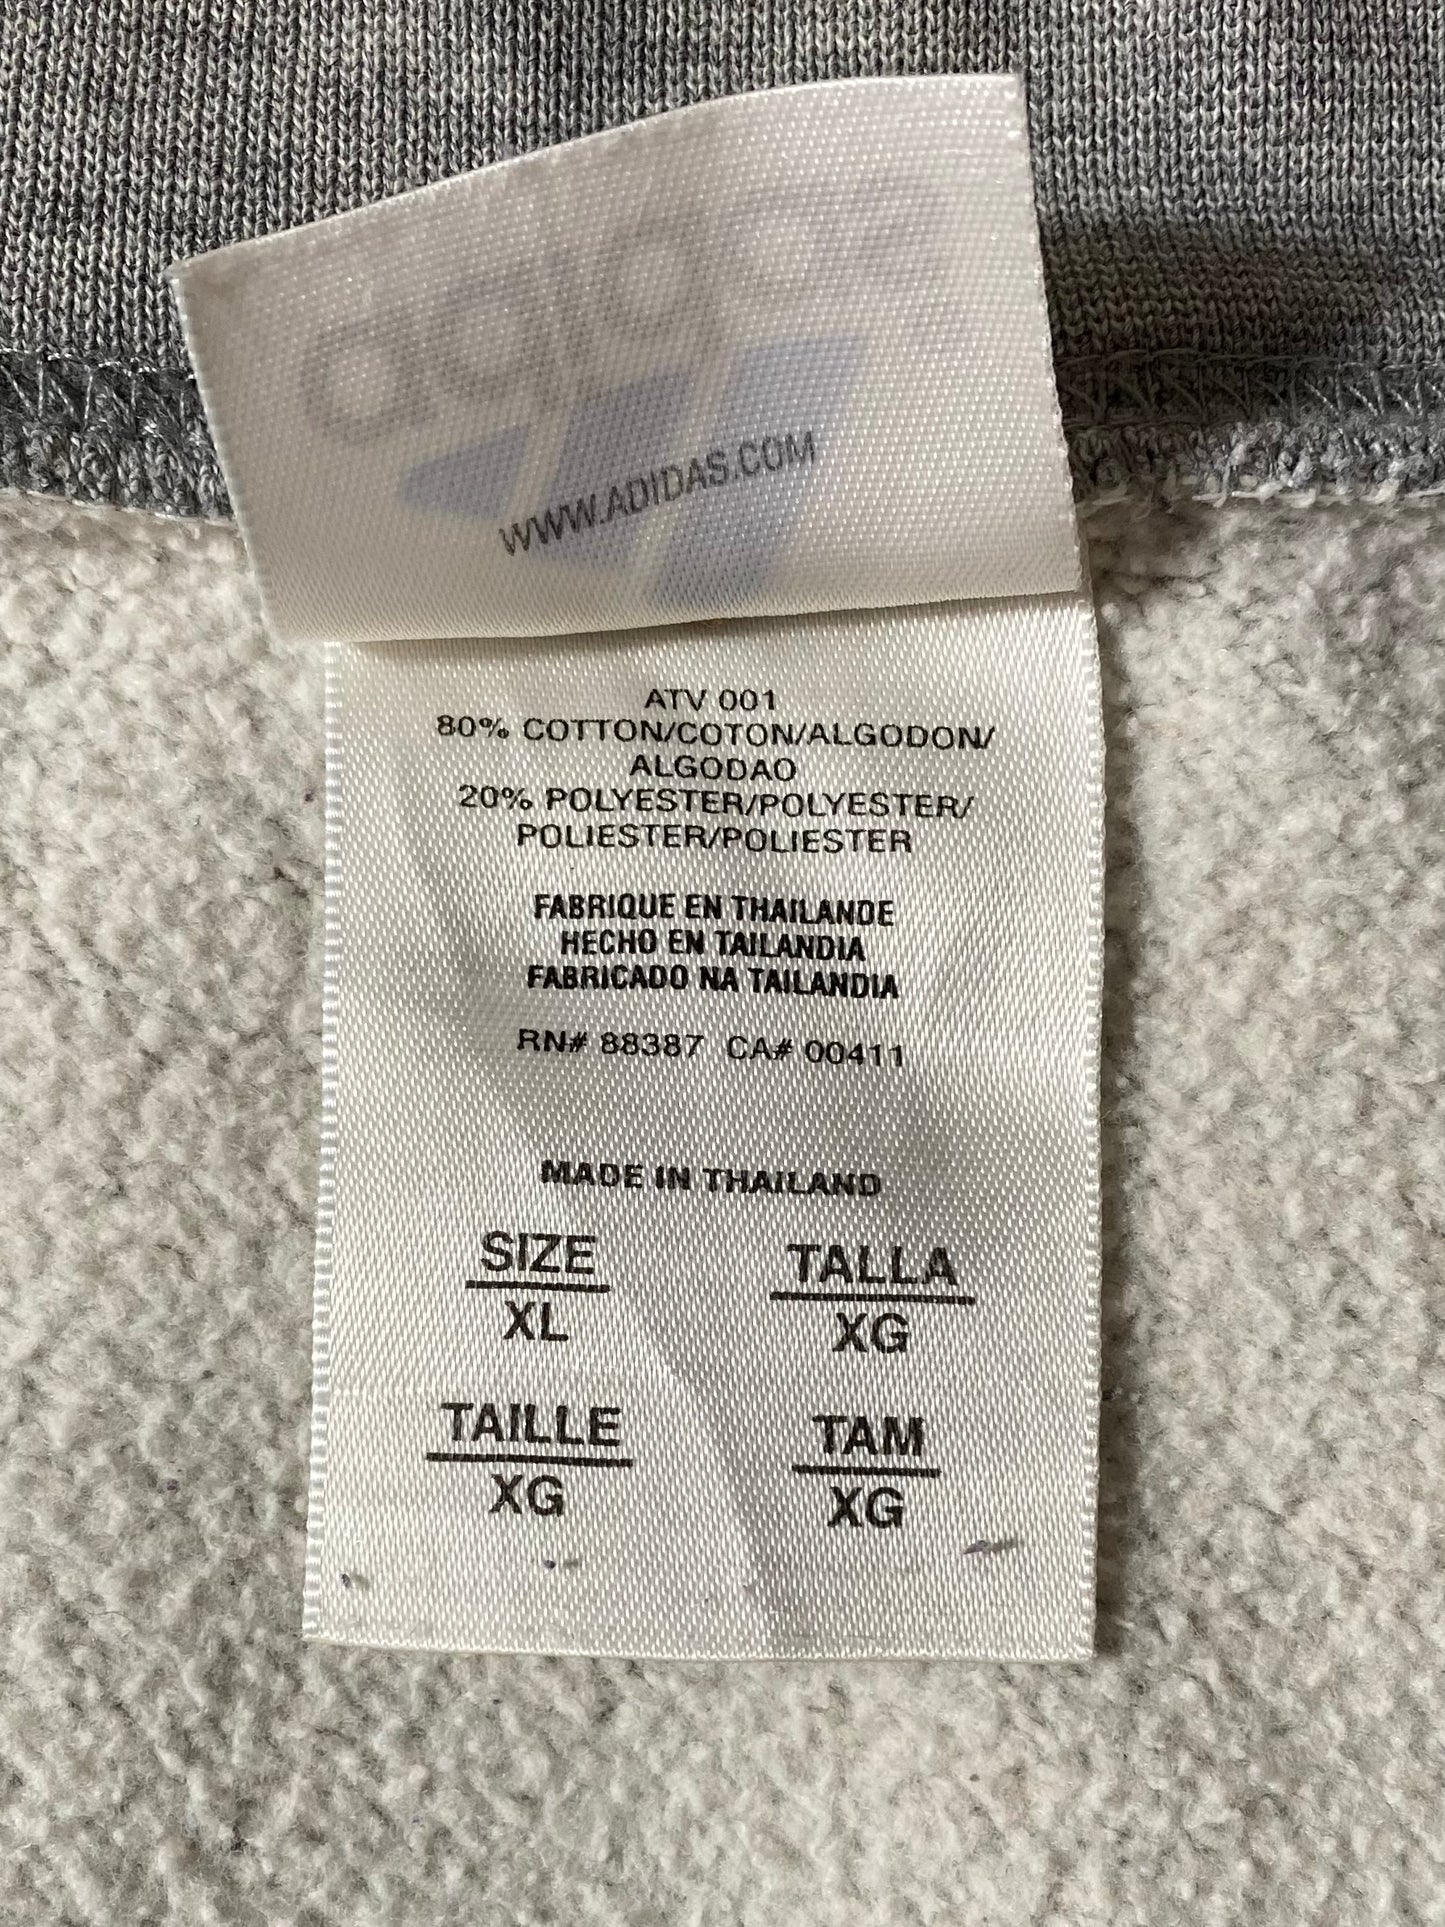 adidas
WWW.ADIDAS.COM
ATV 001
80% COTTON/COTON/ALGODON/
ALGODAO
20% POLYESTER/POLYESTER/
POLIESTER/POLIESTER
FABRIQUE EN THAILANDE
HECHO EN TAILANDIA
FABRICADO NA TAILANDIA
RN# 88387 CA# 00411
MADE IN THAILAND
SIZE TALLA
XL XG
TAILLE TAM
XG XG